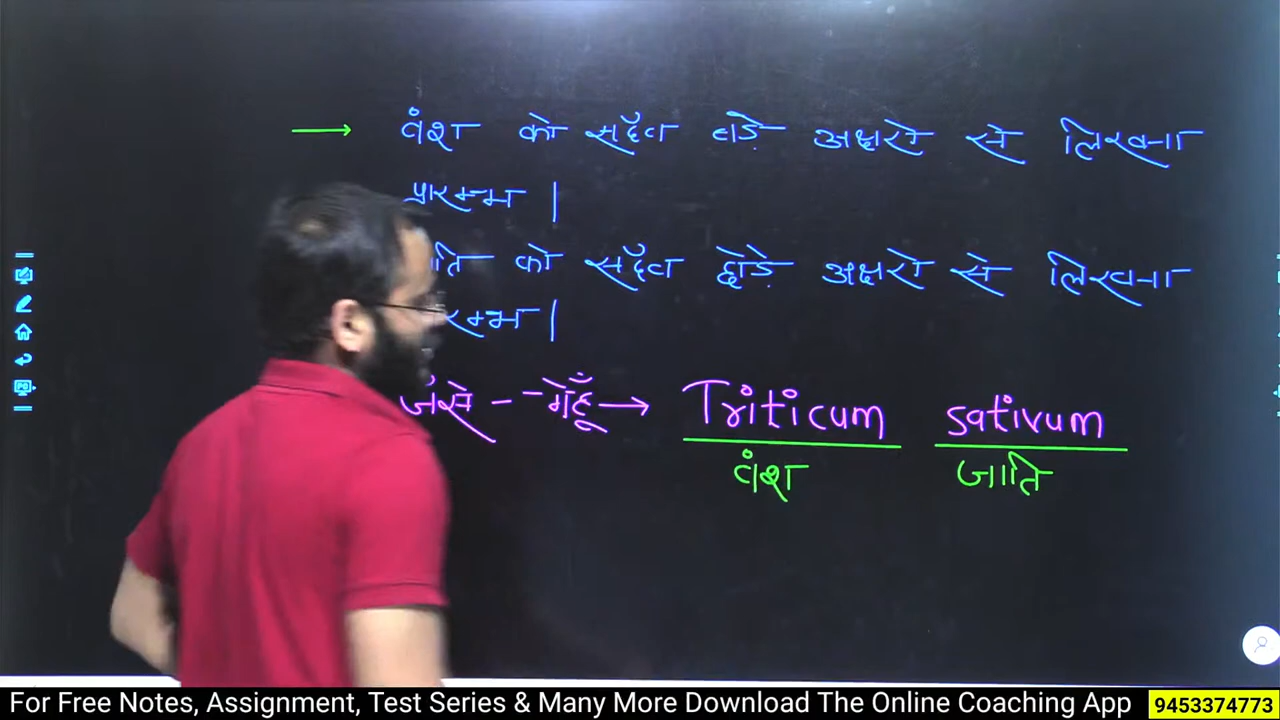 → वंश को सदैव बड़े अक्षरो से लिखना
प्रारम्भ |
को सदैव छोटे अक्षरो से लिखना
जैसे -- गेहूँ → Triticum sativum
वंश जाति
For Free Notes, Assignment, Test Series & Many More Download The Online Coaching App 9453374773